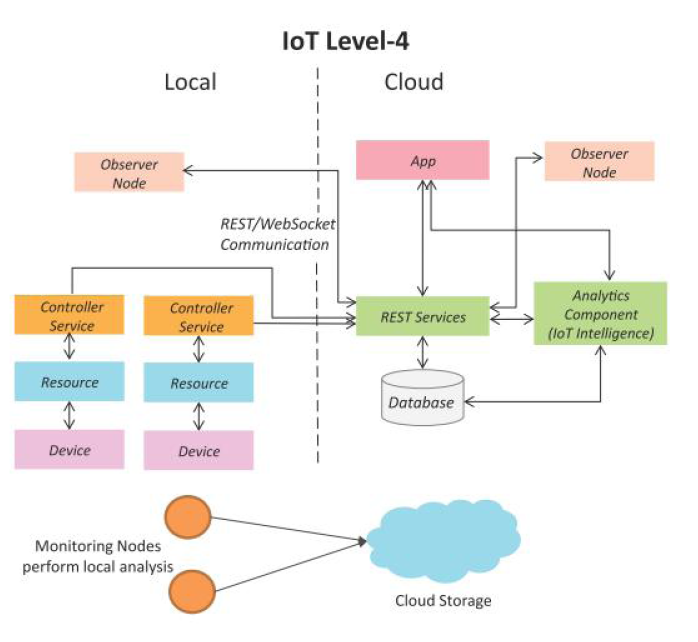 IoT Level-4
Local
Cloud
Observer
Node
App
Observer
Node
REST/WebSocket
Communication
Controller
Service
Controller
Service
REST Services
Analytics
Component
(IoT Intelligence)
Resource
Resource
Database
Device
Device
Monitoring Nodes
perform local analysis
Cloud Storage